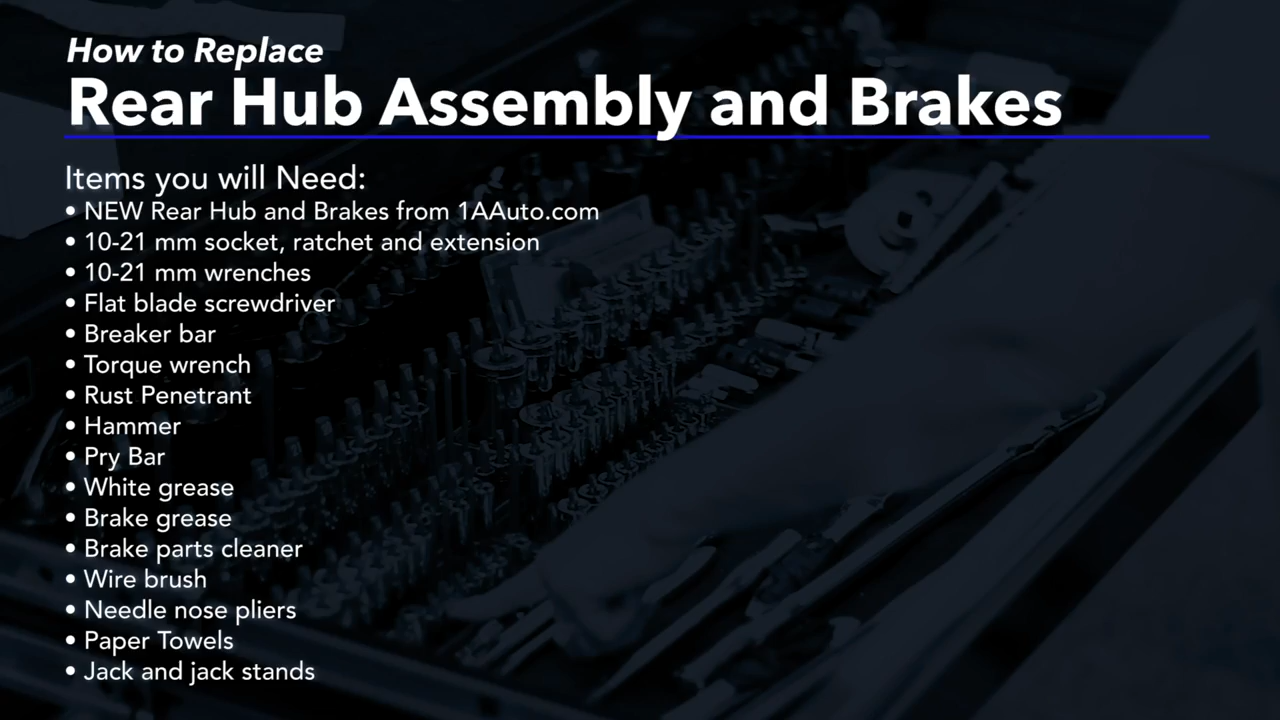 How to Replace
Rear Hub Assembly and Brakes
Items you will Need:
• NEW Rear Hub and Brakes from 1AAuto.com
• 10-21 mm socket, ratchet and extension
• 10-21 mm wrenches
• Flat blade screwdriver
• Breaker bar
• Torque wrench
• Rust Penetrant
• Hammer
• Pry Bar
• White grease
• Brake grease
• Brake parts cleaner
• Wire brush
• Needle nose pliers
• Paper Towels
• Jack and jack stands